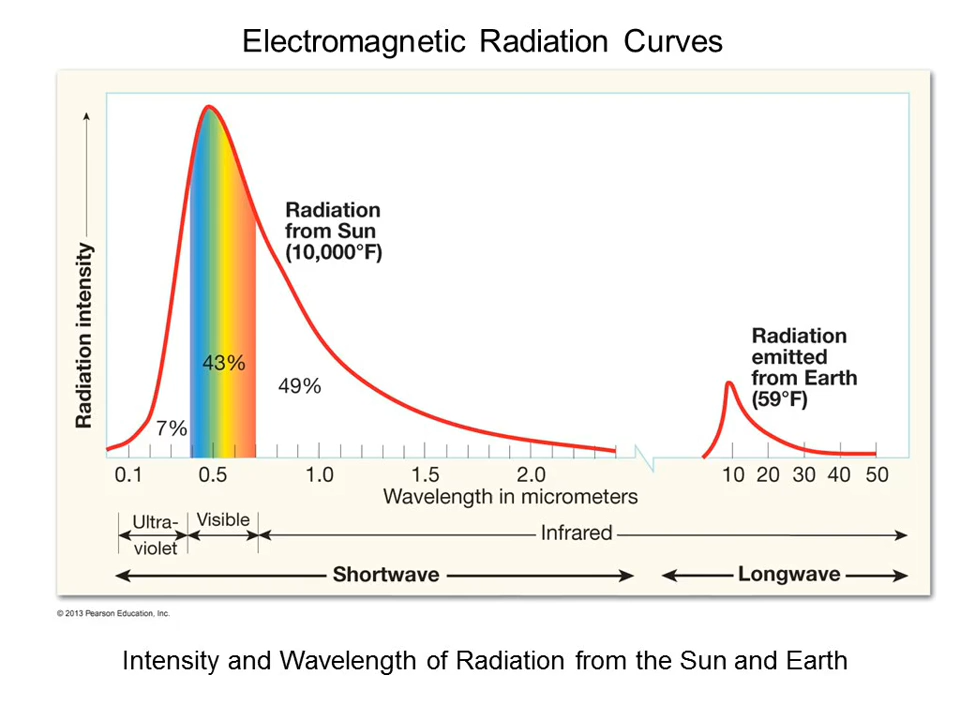 Electromagnetic Radiation Curves
Radiation intensity
Radiation
from Sun
(10,000°F)
43%
49%
7%
Radiation
emitted
from Earth
(59°F)
0.1 0.5 1.0 1.5 2.0 10 20 30 40 50
Wavelength in micrometers
Ultra-
violet
Visible
Infrared
Shortwave
Longwave
© 2013 Pearson Education, Inc.
Intensity and Wavelength of Radiation from the Sun and Earth